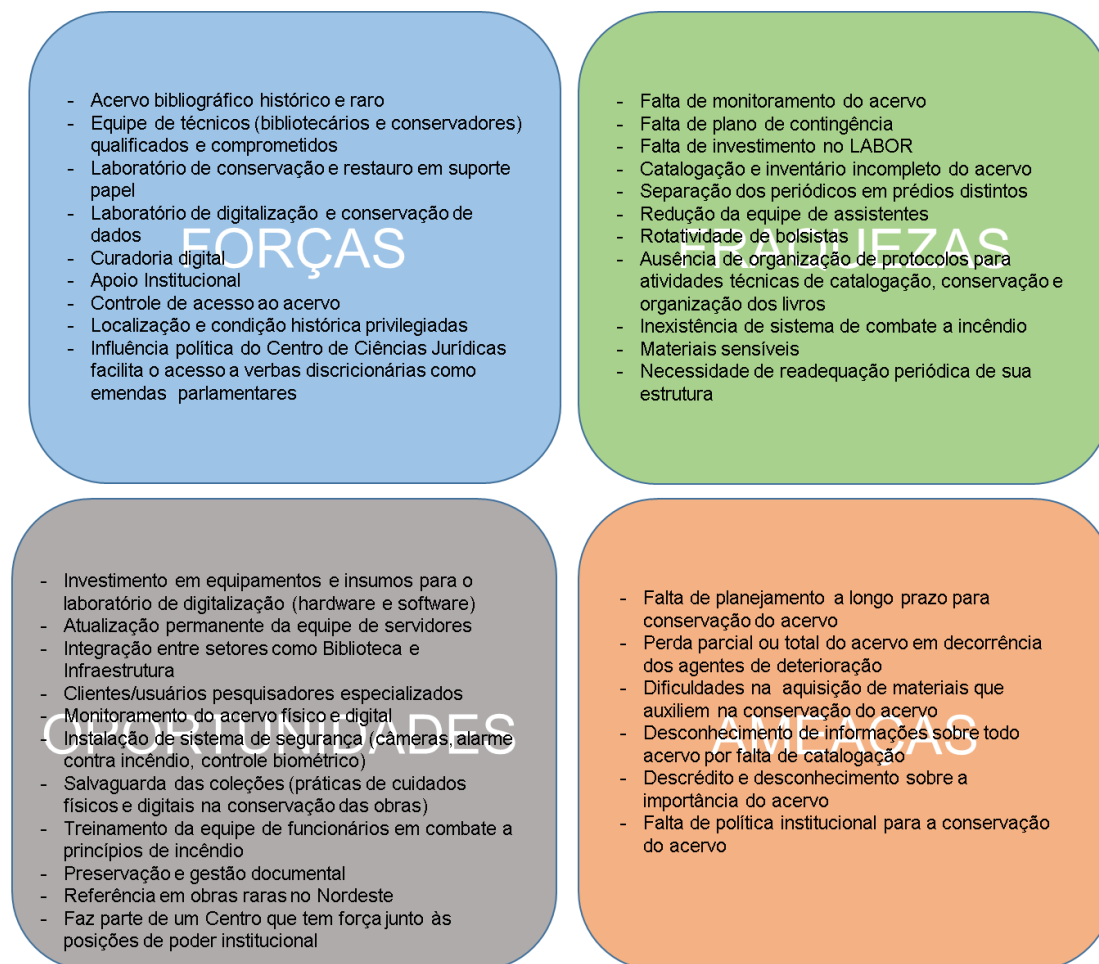 - Acervo bibliográfico histórico e raro
- Equipe de técnicos (bibliotecários e conservadores)
qualificados e comprometidos
- Laboratório de conservação e restauro em suporte
papel
- Laboratório de digitalização e conservação de
dados
- Curadoria digital
- Apoio Institucional
- Controle de acesso ao acervo
- Localização e condição histórica privilegiadas
- Influência política do Centro de Ciências Jurídicas
facilita o acesso a verbas discricionárias como
emendas parlamentares
FORÇAS
- Falta de monitoramento do acervo
- Falta de plano de contingência
- Falta de investimento no LABOR
- Catalogação e inventário incompleto do acervo
- Separação dos periódicos em prédios distintos
- Redução da equipe de assistentes
- Rotatividade de bolsistas
- Ausência de organização de protocolos para
atividades técnicas de catalogação, conservação e
organização dos livros
- Inexistência de sistema de combate a incêndio
- Materiais sensíveis
- Necessidade de readequação periódica de sua
estrutura
FRAQUEZAS
- Investimento em equipamentos e insumos para o
laboratório de digitalização (hardware e software)
- Atualização permanente da equipe de servidores
- Integração entre setores como Biblioteca e
Infraestrutura
- Clientes/usuários pesquisadores especializados
- Monitoramento do acervo físico e digital
- Instalação de sistema de segurança (câmeras, alarme
contra incêndio, controle biométrico)
- Salvaguarda das coleções (práticas de cuidados
físicos e digitais na conservação das obras)
- Treinamento da equipe de funcionários em combate a
princípios de incêndio
- Preservação e gestão documental
- Referência em obras raras no Nordeste
- Faz parte de um Centro que tem força junto às
posições de poder institucional
OPORTUNIDADES
- Falta de planejamento a longo prazo para
conservação do acervo
- Perda parcial ou total do acervo em decorrência
dos agentes de deterioração
- Dificuldades na aquisição de materiais que
auxiliem na conservação do acervo
- Desconhecimento de informações sobre todo
acervo por falta de catalogação
- Descrédito e desconhecimento sobre a
importância do acervo
- Falta de política institucional para a conservação
do acervo
AMEAÇAS